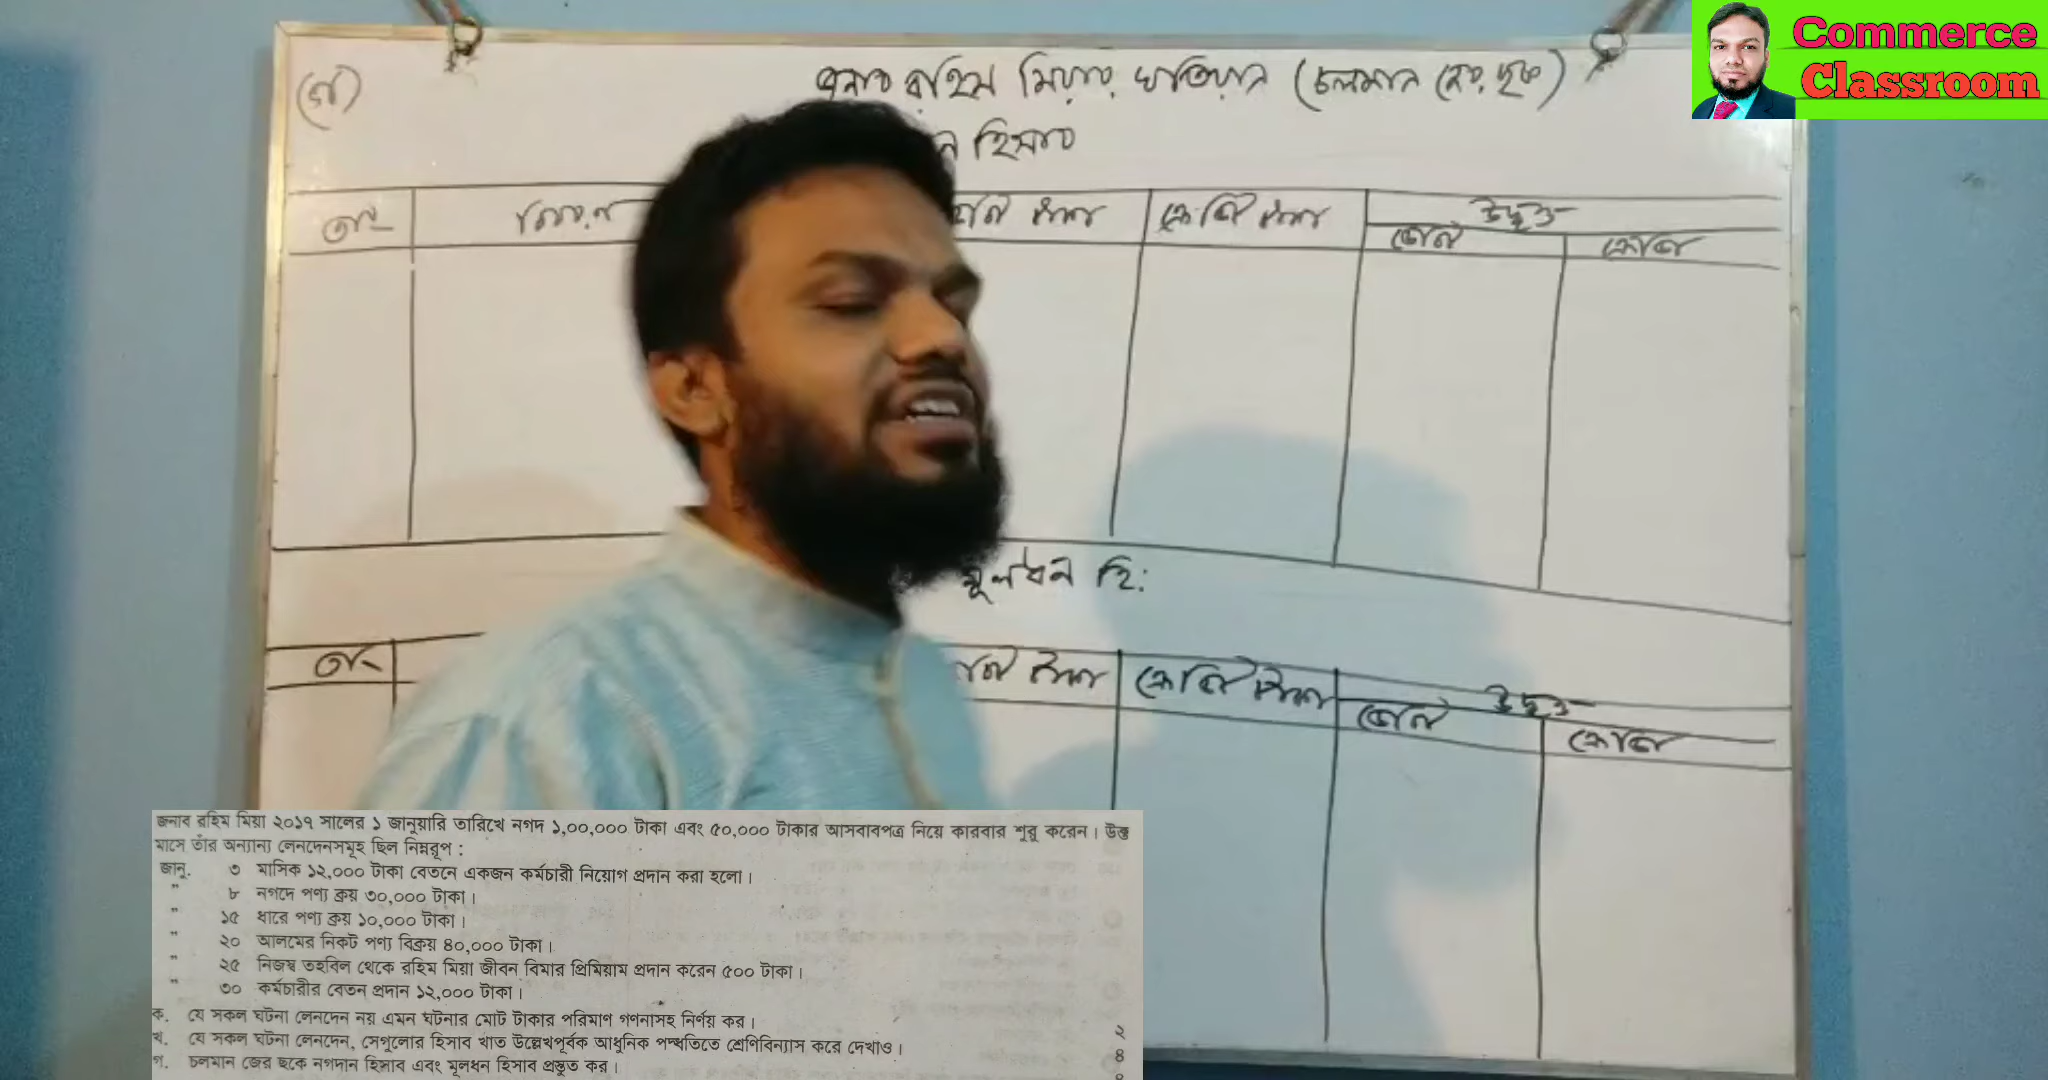 Commerce
Classroom
(গ)
জনাব রহিম মিয়ার খতিয়ান (চলমান জের ছক)
হিসাব
তাং
বিবরণ
টাকা
ক্রেডিট টাকা
উদ্বৃত্ত
ডেবিট
ক্রেডিট
মূলধন হি:
তাং
টাকা
ক্রেডিট টাকা
উদ্বৃত্ত
ডেবিট
ক্রেডিট
জনাব রহিম মিয়া ২০১৭ সালের ১ জানুয়ারি তারিখে নগদ ১,০০,০০০ টাকা এবং ৫০,০০০ টাকার আসবাবপত্র নিয়ে কারবার শুরু করেন। উক্ত
মাসে তাঁর অন্যান্য লেনদেনসমূহ ছিল নিম্নরূপ :
জানু. ৩ মাসিক ১২,০০০ টাকা বেতনে একজন কর্মচারী নিয়োগ প্রদান করা হলো।
" ৮ নগদে পণ্য ক্রয় ৩০,০০০ টাকা।
" ১৫ ধারে পণ্য ক্রয় ১০,০০০ টাকা।
" ২০ আলমের নিকট পণ্য বিক্রয় ৪০,০০০ টাকা।
" ২৫ নিজস্ব তহবিল থেকে রহিম মিয়া জীবন বিমার প্রিমিয়াম প্রদান করেন ৫০০ টাকা।
" ৩০ কর্মচারীর বেতন প্রদান ১২,০০০ টাকা।
ক. যে সকল ঘটনা লেনদেন নয় এমন ঘটনার মোট টাকার পরিমাণ গণনাসহ নির্ণয় কর। ২
খ. যে সকল ঘটনা লেনদেন, সেগুলোর হিসাব খাত উল্লেখপূর্বক আধুনিক পদ্ধতিতে শ্রেণিবিন্যাস করে দেখাও। ৪
গ. চলমান জের ছকে নগদান হিসাব এবং মূলধন হিসাব প্রস্তুত কর।